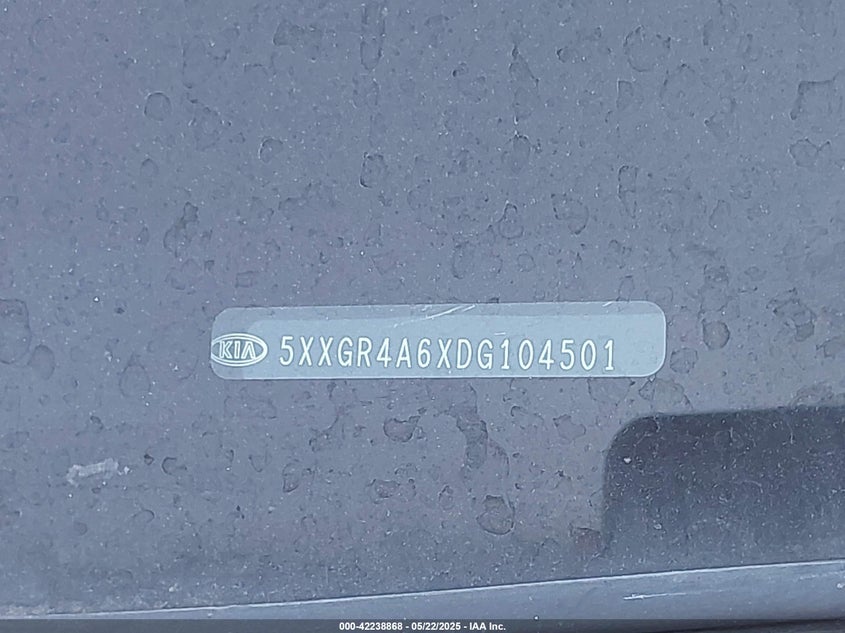 KIA 5XXGR4A6XDG104501
000-42238868 - 05/22/2025 - IAA Inc.